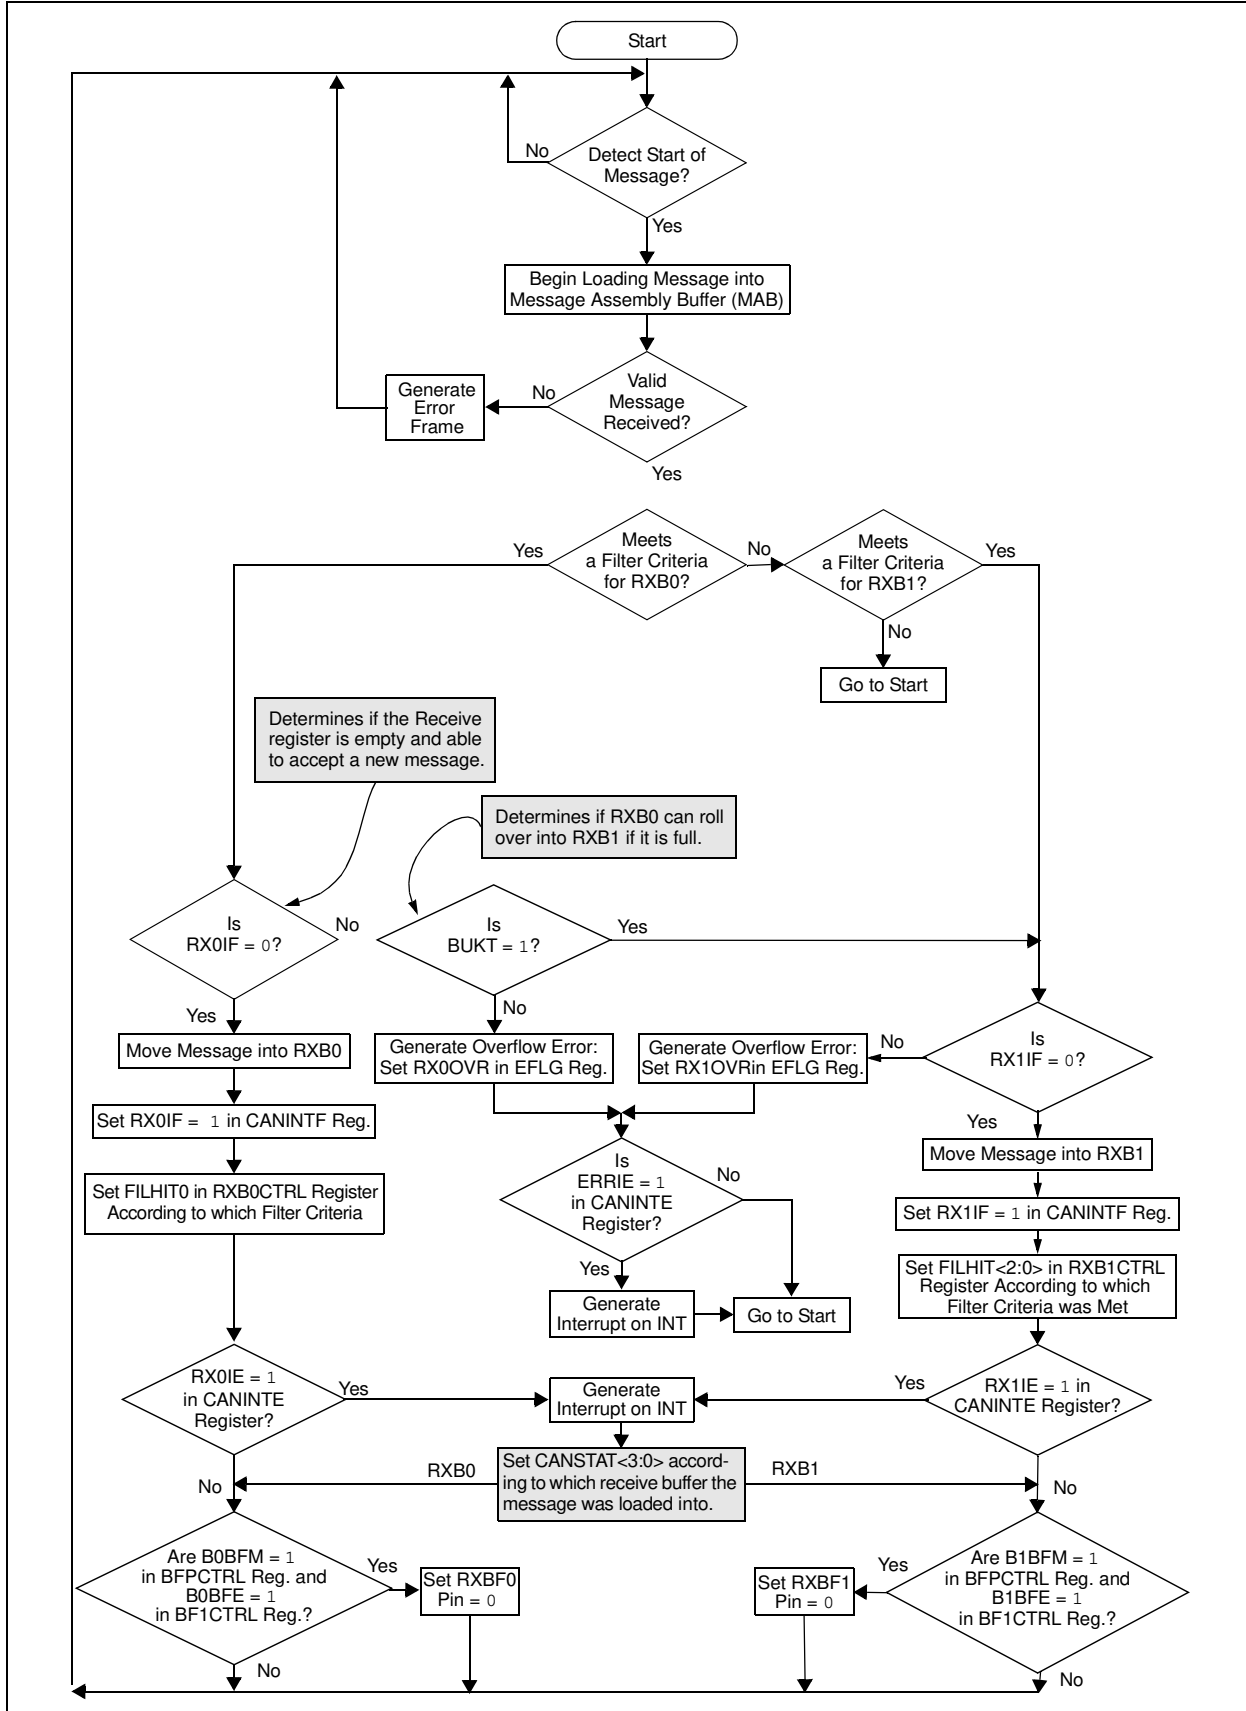 Start
No
Detect Start of
Message?
Yes
Begin Loading Message into
Message Assembly Buffer (MAB)
Generate
Error
Frame
No
Valid
Message
Received?
Yes
Yes
Meets
a Filter Criteria
for RXB0?
No
Meets
a Filter Criteria
for RXB1?
Yes
No
Go to Start
Determines if the Receive
register is empty and able
to accept a new message.
Determines if RXB0 can roll
over into RXB1 if it is full.
Is
RX0IF = 0?
No
Is
BUKT = 1?
Yes
Yes
No
Move Message into RXB0
Generate Overflow Error:
Set RX0OVR in EFLG Reg.
Generate Overflow Error:
Set RX1OVRin EFLG Reg.
No
Is
RX1IF = 0?
Set RX0IF = 1 in CANINTF Reg.
Yes
Move Message into RXB1
Set FILHIT0 in RXB0CTRL Register
According to which Filter Criteria
Is
ERRIE = 1
in CANINTE
Register?
No
Set RX1IF = 1 in CANINTF Reg.
Yes
Generate
Interrupt on INT
Go to Start
Set FILHIT<2:0> in RXB1CTRL
Register According to which
Filter Criteria was Met
RX0IE = 1
in CANINTE
Register?
Yes
Generate
Interrupt on INT
Yes
RX1IE = 1 in
CANINTE Register?
No
RXB0
Set CANSTAT<3:0> accord-
ing to which receive buffer the
message was loaded into.
RXB1
No
Are B0BFM = 1
in BFPCTRL Reg. and
B0BFE = 1
in BF1CTRL Reg.?
Yes
Set RXBF0
Pin = 0
Set RXBF1
Pin = 0
Yes
Are B1BFM = 1
in BFPCTRL Reg. and
B1BFE = 1
in BF1CTRL Reg.?
No
No